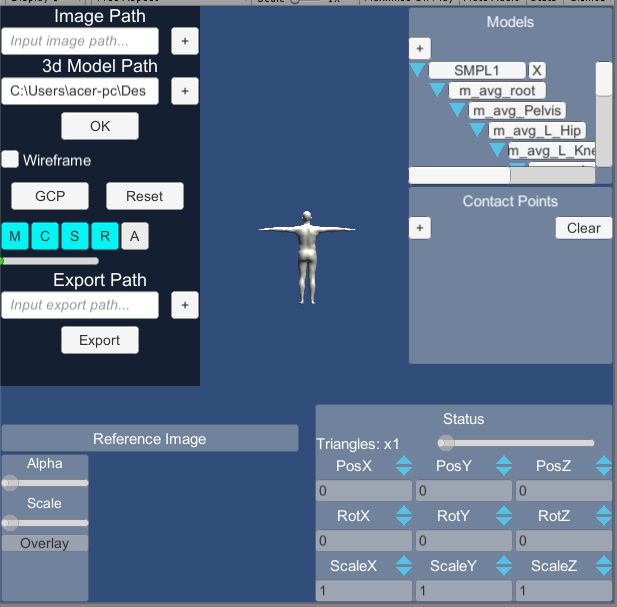 Image Path
Input image path...
+
3d Model Path
C:\Users\acer-pc\Des
+
OK
Wireframe
GCP
Reset
M C S R A
Export Path
Input export path...
+
Export
Models
+
SMPL1
X
m_avg_root
m_avg_Pelvis
m_avg_L_Hip
m_avg_L_Kne
Contact Points
+
Clear
Reference Image
Alpha
Scale
Overlay
Status
Triangles: x1
PosX PosY PosZ
0 0 0
RotX RotY RotZ
0 0 0
ScaleX ScaleY ScaleZ
1 1 1